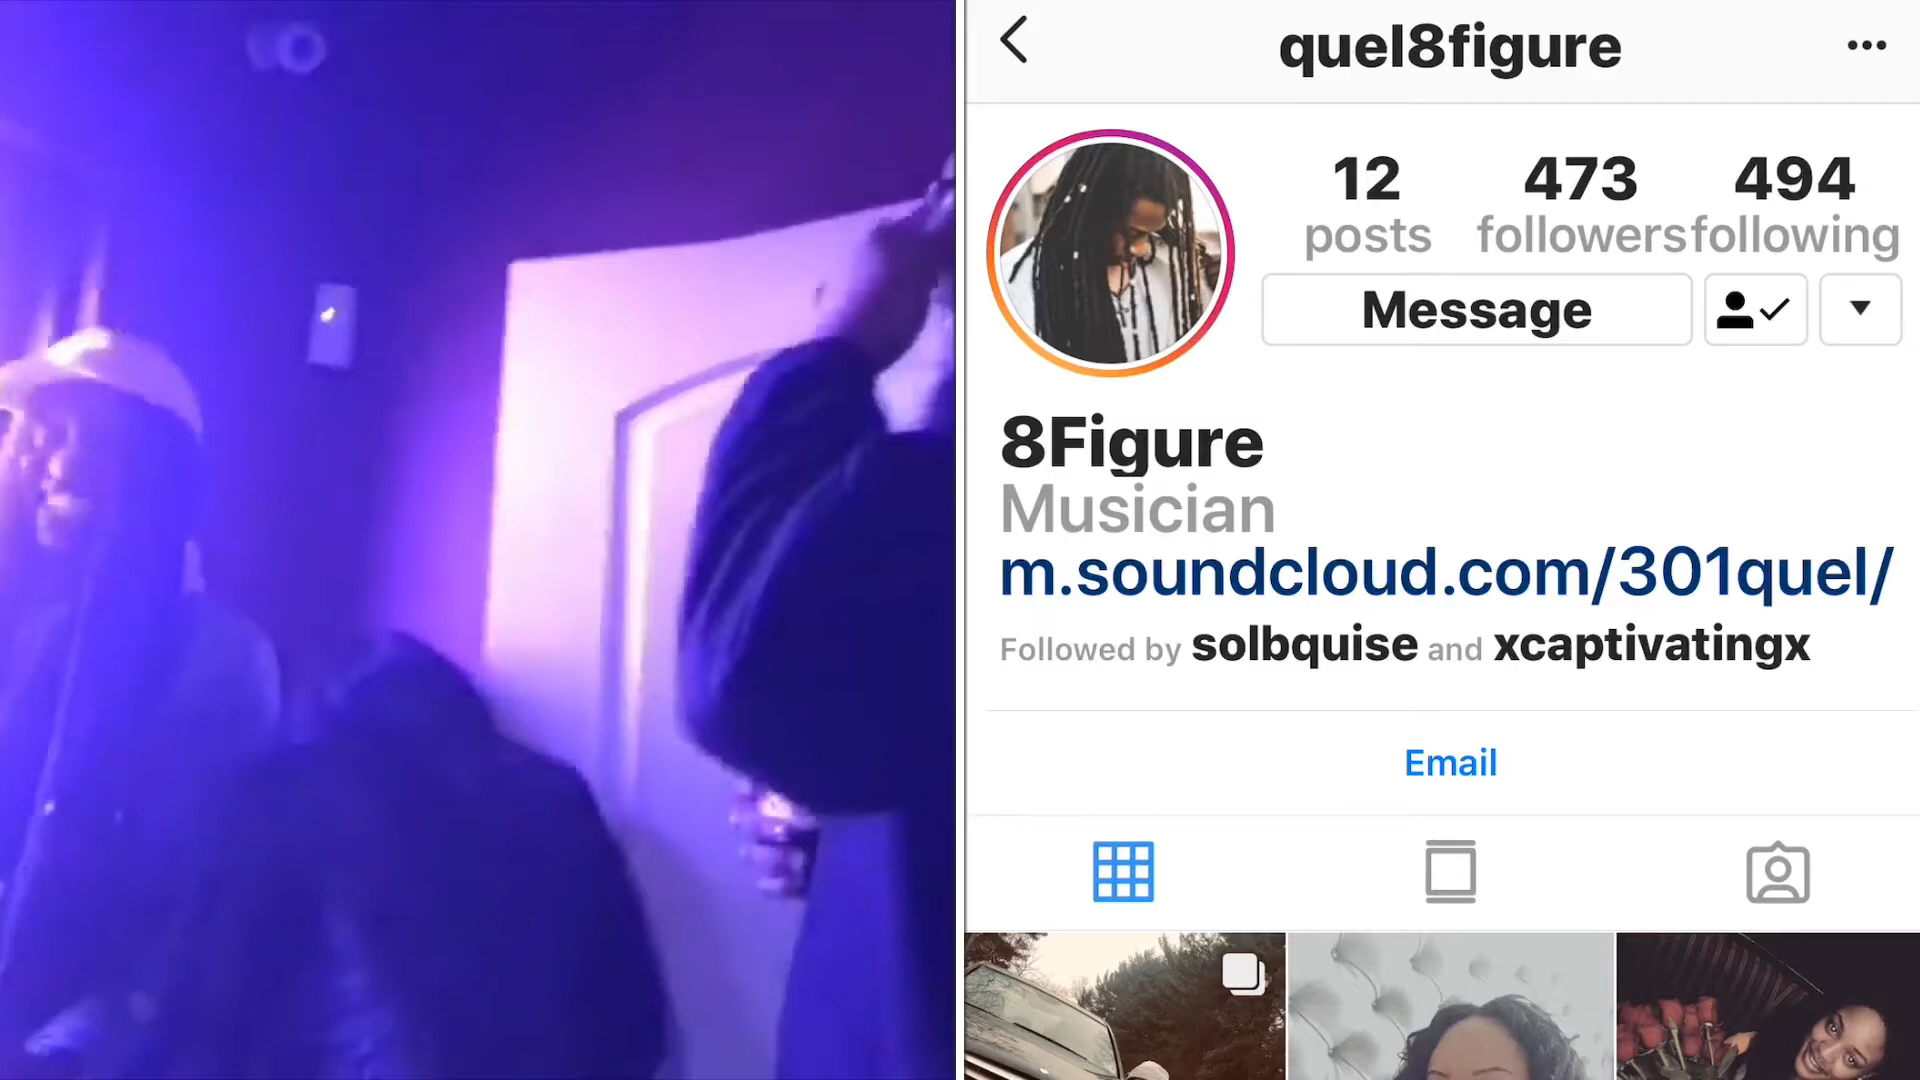 quel8figure
12 473 494
posts followers following
Message
8Figure
Musician
m.soundcloud.com/301quel/
Followed by solbquise and xcaptivatingx
Email